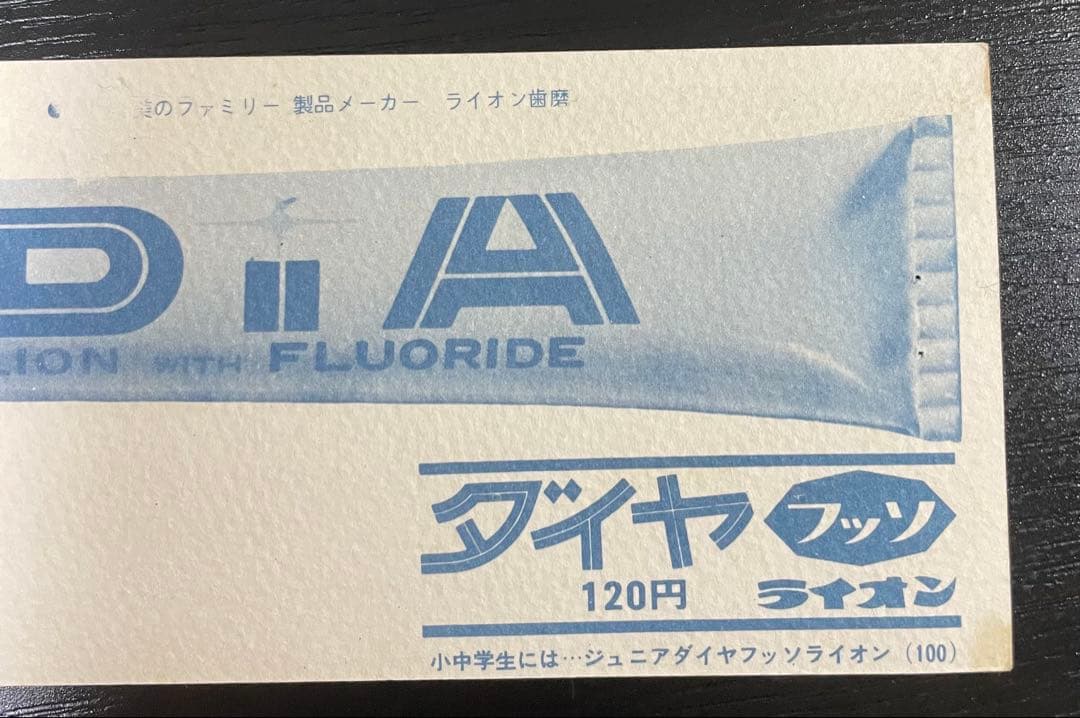 美のファミリー 製品メーカー ライオン歯磨
DiA
LION WITH FLUORIDE
ダイヤ フッソ
120円 ライオン
小中学生には…ジュニアダイヤフッソライオン(100)